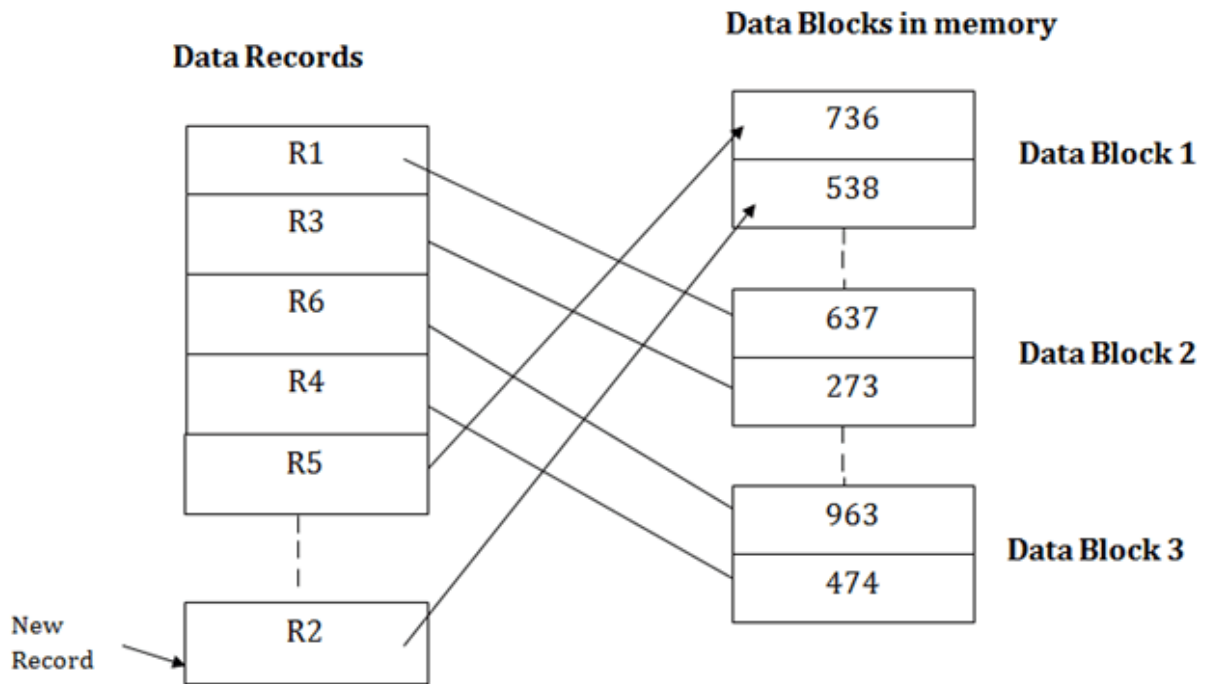 Data Blocks in memory
Data Records
R1
R3
R6
R4
R5
R2
New
Record
736
538
Data Block 1
637
273
Data Block 2
963
474
Data Block 3